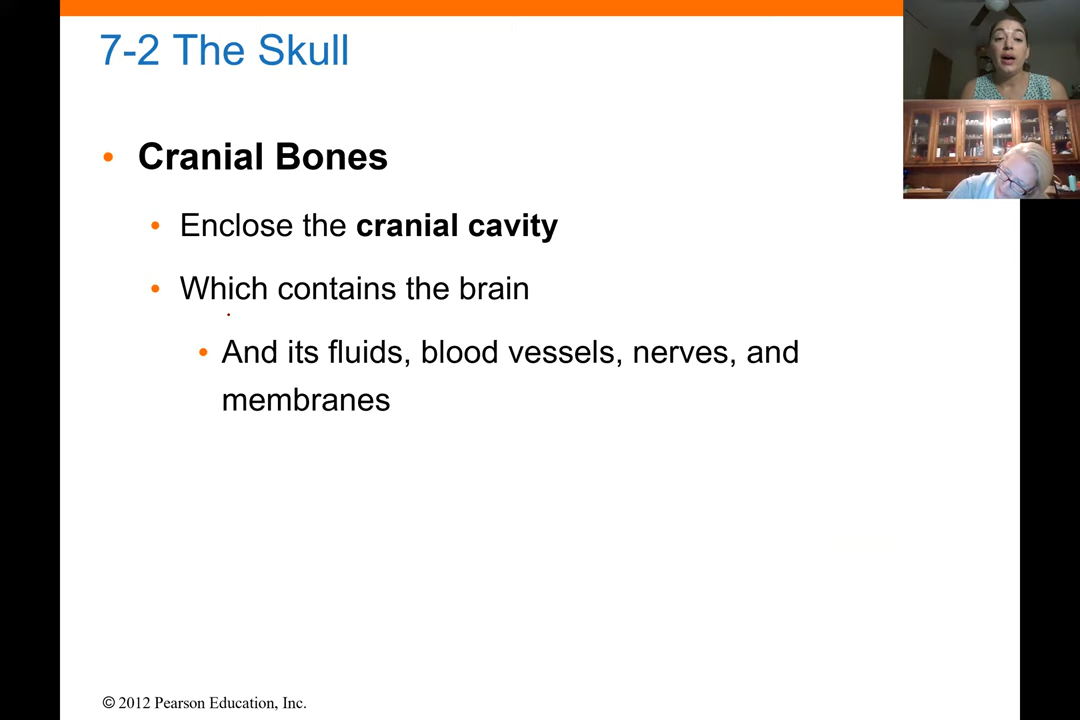 7-2 The Skull
• Cranial Bones
• Enclose the cranial cavity
• Which contains the brain
• And its fluids, blood vessels, nerves, and
membranes
© 2012 Pearson Education, Inc.